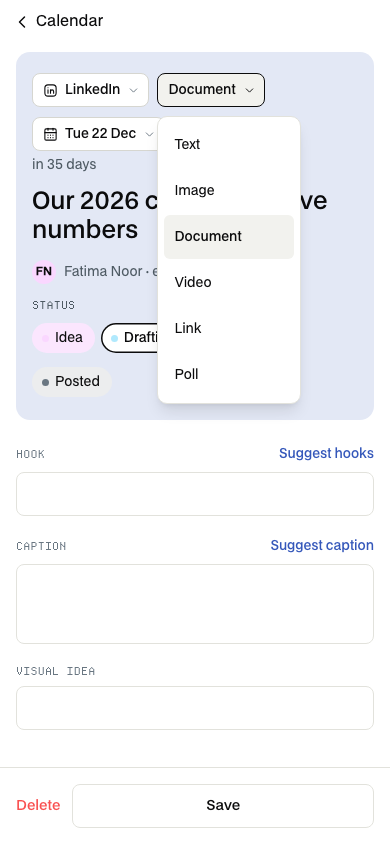 Calendar
LinkedIn
Document
Tue 22 Dec
in 35 days
Our 2026 c ve
numbers
FN Fatima Noor · e
STATUS
Idea
Drafti
Posted
Text
Image
Document
Video
Link
Poll
HOOK
Suggest hooks
CAPTION
Suggest caption
VISUAL IDEA
Delete
Save